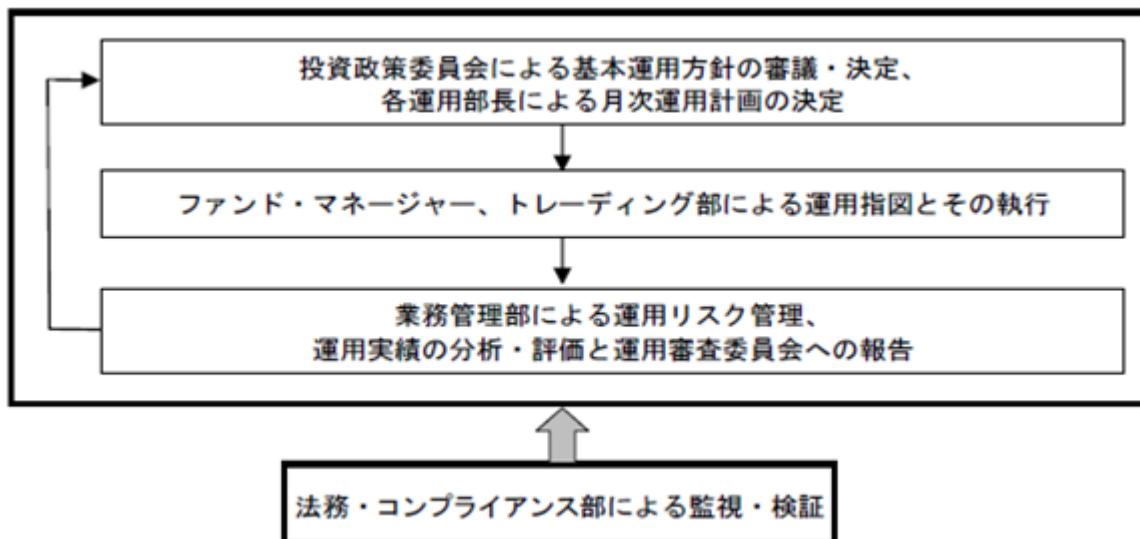 投資政策委員会による基本運用方針の審議・決定、
各運用部長による月次運用計画の決定
ファンド・マネージャー、トレーディング部による運用指図とその執行
業務管理部による運用リスク管理、
運用実績の分析・評価と運用審査委員会への報告
法務・コンプライアンス部による監視・検証